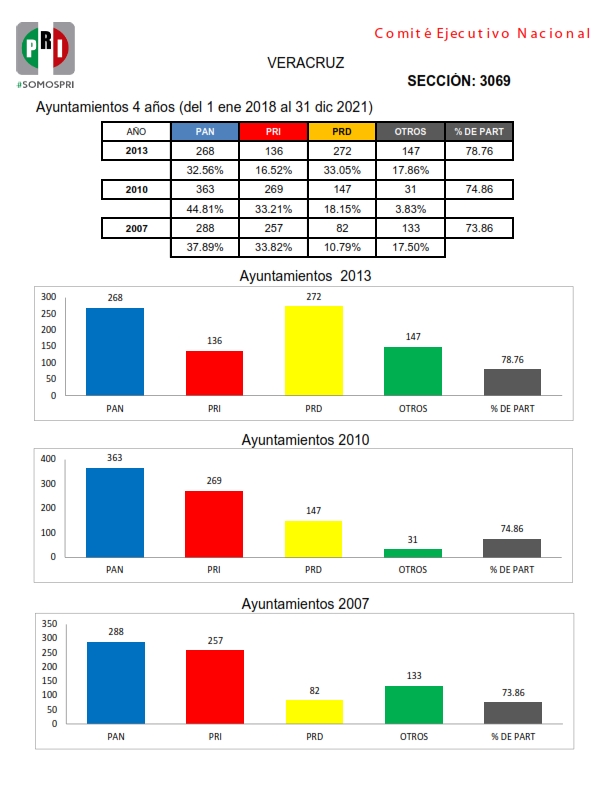 Comité Ejecutivo Nacional
PRI
#SOMOSPRI
VERACRUZ
SECCIÓN: 3069
Ayuntamientos 4 años (del 1 ene 2018 al 31 dic 2021)
AÑO PAN PRI PRD OTROS % DE PART
2013 268 136 272 147 78.76
32.56% 16.52% 33.05% 17.86%
2010 363 269 147 31 74.86
44.81% 33.21% 18.15% 3.83%
2007 288 257 82 133 73.86
37.89% 33.82% 10.79% 17.50%
Ayuntamientos 2013
300
250
200
150
100
50
0
268
136
272
147
78.76
PAN PRI PRD OTROS % DE PART
Ayuntamientos 2010
400
300
200
100
0
363
269
147
31
74.86
PAN PRI PRD OTROS % DE PART
Ayuntamientos 2007
350
300
250
200
150
100
50
0
288
257
82
133
73.86
PAN PRI PRD OTROS % DE PART